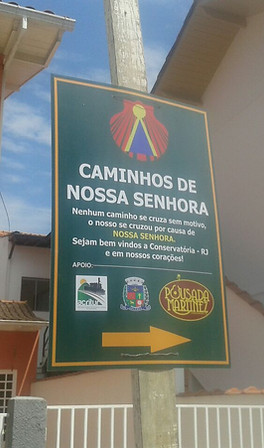 CAMINHOS DE
NOSSA SENHORA
Nenhum caminho se cruza sem motivo,
o nosso se cruzou por causa de
NOSSA SENHORA.
Sejam bem vindos a Conservatória - RJ
e em nossos corações!
APOIO:
POUSADA
MARTINEZ